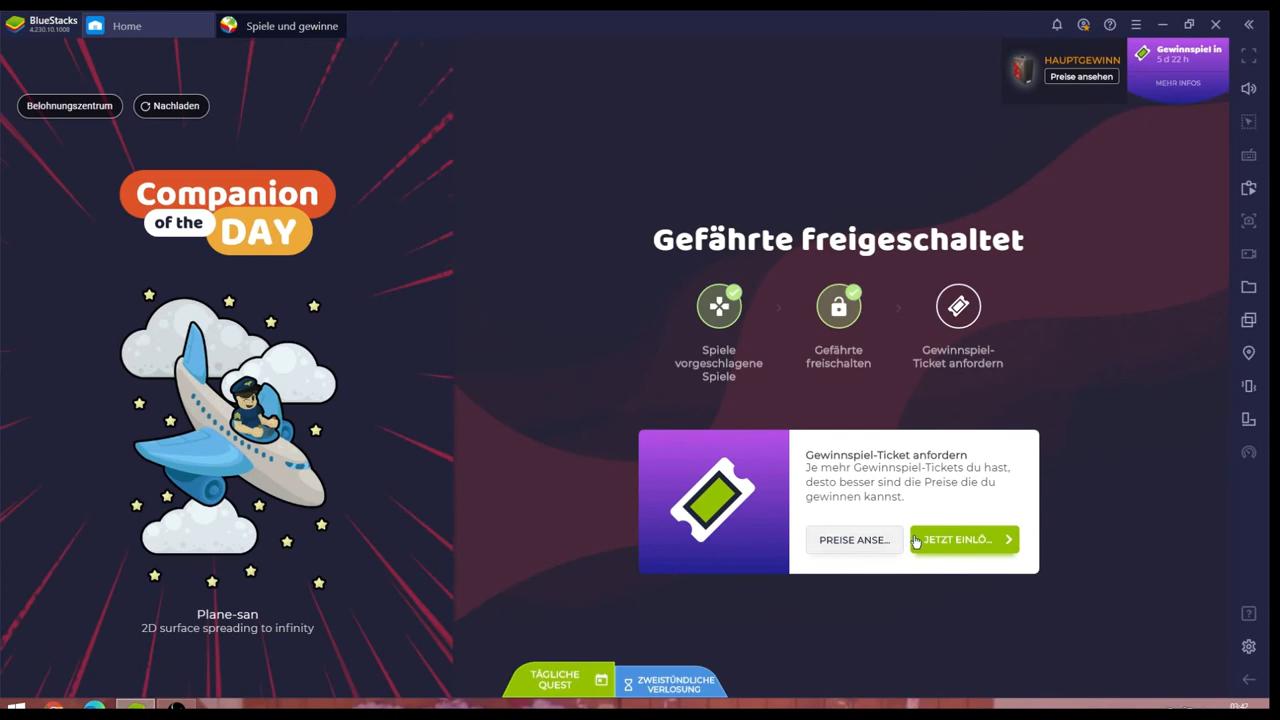 BlueStacks
4.230.10.1008
Home
Spiele und gewinne
HAUPTGEWINN
Preise ansehen
Gewinnspiel in
5 d 22 h
MEHR INFOS
Belohnungszentrum
Nachladen
Companion
of the
DAY
Gefährte freigeschaltet
Spiele
vorgeschlagene
Spiele
Gefährte
freischalten
Gewinnspiel-
Ticket anfordern
Gewinnspiel-Ticket anfordern
Je mehr Gewinnspiel-Tickets du hast,
desto besser sind die Preise die du
gewinnen kannst.
PREISE ANSE...
JETZT EINLÖ...
Plane-san
2D surface spreading to infinity
TÄGLICHE
QUEST
ZWEISTÜNDLICHE
VERLOSUNG